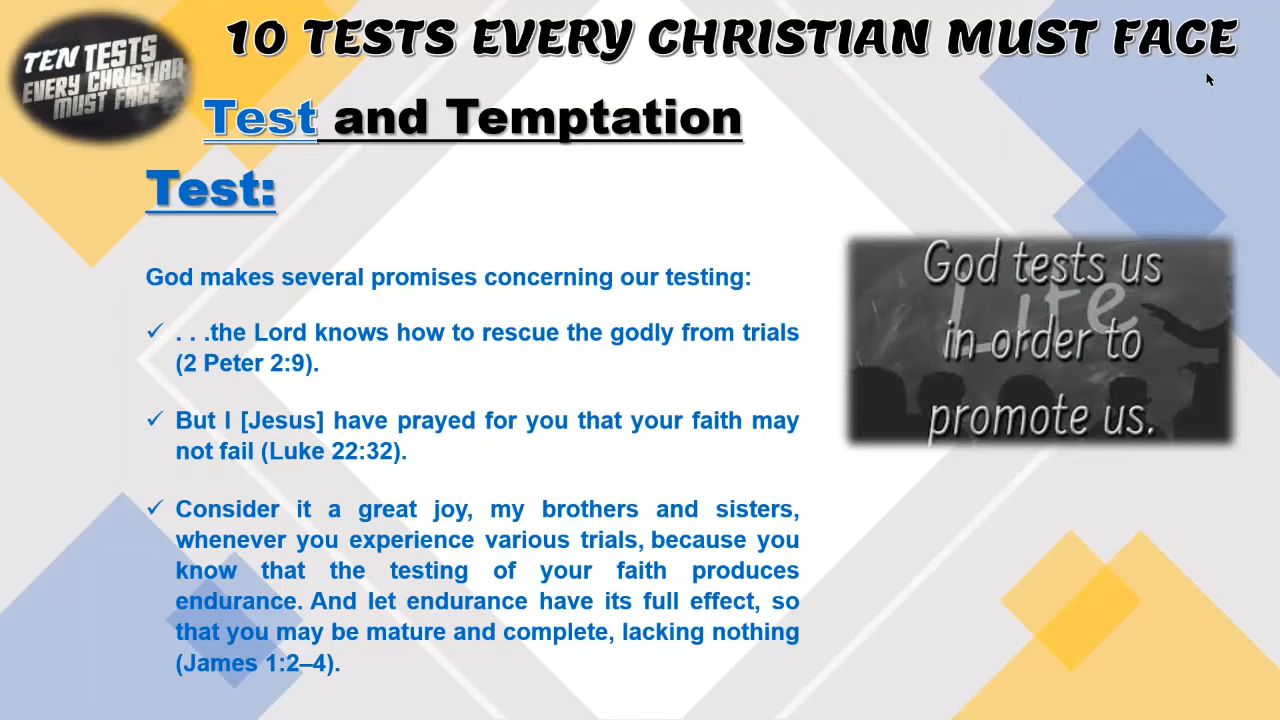 TEN TESTS
EVERY CHRISTIAN
MUST FACE
10 TESTS EVERY CHRISTIAN MUST FACE
Test and Temptation
Test:
God makes several promises concerning our testing:
✓ . . .the Lord knows how to rescue the godly from trials
(2 Peter 2:9).
✓ But I [Jesus] have prayed for you that your faith may
not fail (Luke 22:32).
✓ Consider it a great joy, my brothers and sisters,
whenever you experience various trials, because you
know that the testing of your faith produces
endurance. And let endurance have its full effect, so
that you may be mature and complete, lacking nothing
(James 1:2–4).
Life
God tests us
in order to
promote us.